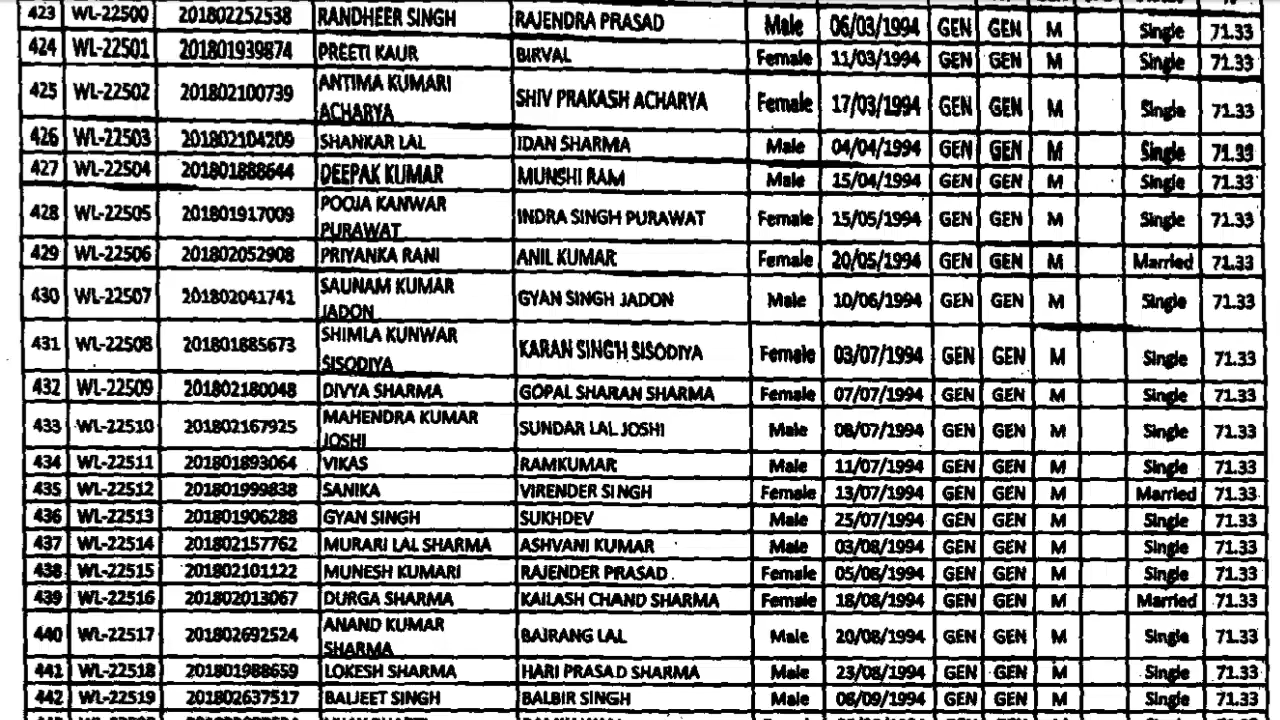 423 WL-22500 201802252538 RANDHEER SINGH RAJENDRA PRASAD Male 06/03/1994 GEN GEN M Single 71.33
424 WL-22501 201801939874 PREETI KAUR BIRVAL Female 11/03/1994 GEN GEN M Single 71.33
425 WL-22502 201802100739 ANTIMA KUMARI
ACHARYA SHIV PRAKASH ACHARYA Female 17/03/1994 GEN GEN M Single 71.33
426 WL-22503 201802104209 SHANKAR LAL IDAN SHARMA Male 04/04/1994 GEN GEN M Single 71.33
427 WL-22504 201801888644 DEEPAK KUMAR MUNSHI RAM Male 15/04/1994 GEN GEN M Single 71.33
428 WL-22505 201801917009 POOJA KANWAR
PURAWAT INDRA SINGH PURAWAT Female 15/05/1994 GEN GEN M Single 71.33
429 WL-22506 201802052908 PRIYANKA RANI ANIL KUMAR Female 20/05/1994 GEN GEN M Married 71.33
430 WL-22507 201802041741 SAUNAM KUMAR
JADON GYAN SINGH JADON Male 10/06/1994 GEN GEN M Single 71.33
431 WL-22508 201801885673 SHIMLA KUNWAR
SISODIYA KARAN SINGH SISODIYA Female 03/07/1994 GEN GEN M Single 71.33
432 WL-22509 201802180048 DIVYA SHARMA GOPAL SHARAN SHARMA Female 07/07/1994 GEN GEN M Single 71.33
433 WL-22510 201802167925 MAHENDRA KUMAR
JOSHI SUNDAR LAL JOSHI Male 08/07/1994 GEN GEN M Single 71.33
434 WL-22511 201801893064 VIKAS RAMKUMAR Male 11/07/1994 GEN GEN M Single 71.33
435 WL-22512 201801999838 SANIKA VIRENDER SINGH Female 13/07/1994 GEN GEN M Married 71.33
436 WL-22513 201801906288 GYAN SINGH SUKHDEV Male 25/07/1994 GEN GEN M Single 71.33
437 WL-22514 201802157762 MURARI LAL SHARMA ASHVANI KUMAR Male 03/08/1994 GEN GEN M Single 71.33
438 WL-22515 201802101122 MUNESH KUMARI RAJENDER PRASAD Female 05/08/1994 GEN GEN M Single 71.33
439 WL-22516 201802013067 DURGA SHARMA KAILASH CHAND SHARMA Female 18/08/1994 GEN GEN M Married 71.33
440 WL-22517 201802692524 ANAND KUMAR
SHARMA BAJRANG LAL Male 20/08/1994 GEN GEN M Single 71.33
441 WL-22518 201801988659 LOKESH SHARMA HARI PRASAD SHARMA Male 23/08/1994 GEN GEN M Single 71.33
442 WL-22519 201802637517 BALJEET SINGH BALBIR SINGH Male 08/09/1994 GEN GEN M Single 71.33